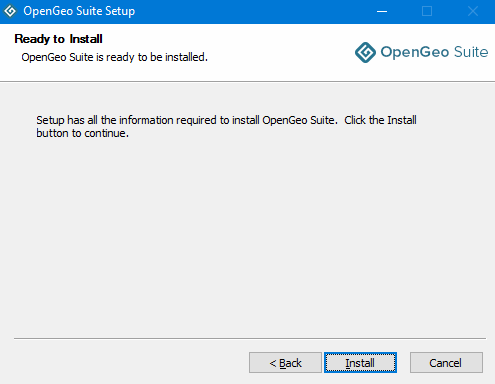 OpenGeo Suite Setup
Ready to Install
OpenGeo Suite is ready to be installed.
OpenGeo Suite
Setup has all the information required to install OpenGeo Suite.  Click the Install
button to continue.
< Back
Install
Cancel